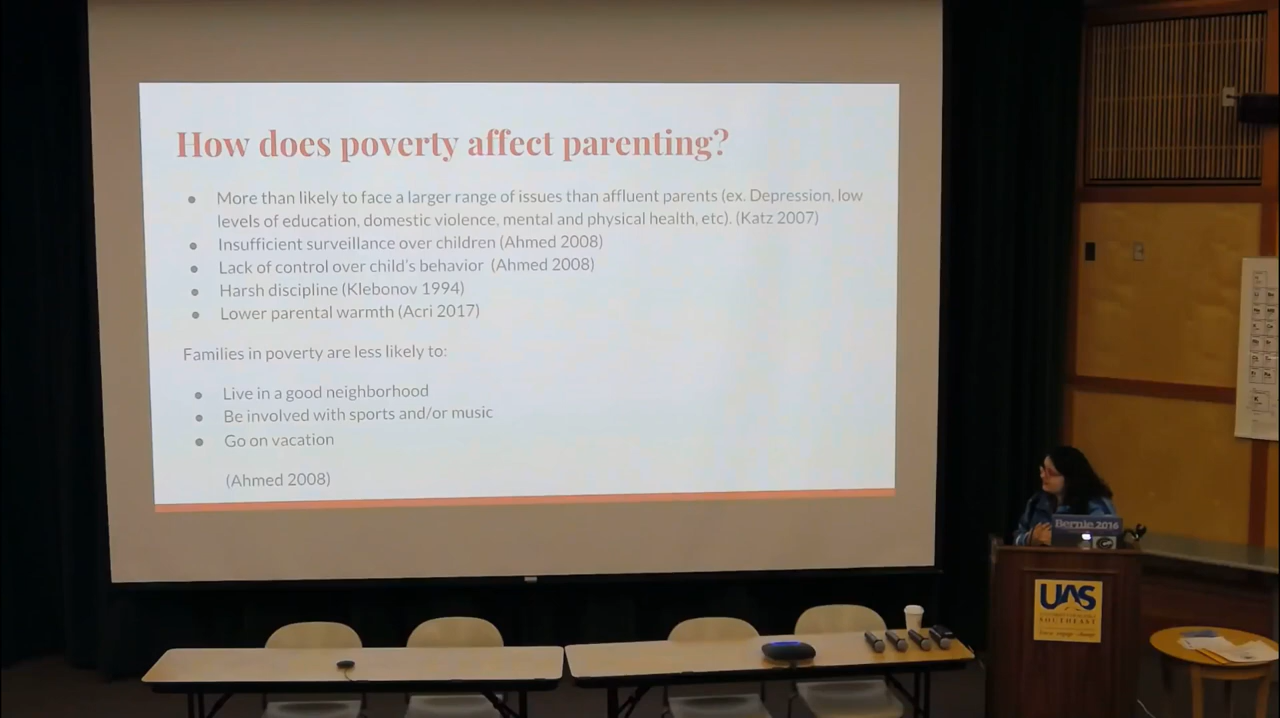 How does poverty affect parenting?
● More than likely to face a larger range of issues than affluent parents (ex. Depression, low
levels of education, domestic violence, mental and physical health, etc). (Katz 2007)
● Insufficient surveillance over children (Ahmed 2008)
● Lack of control over child's behavior (Ahmed 2008)
● Harsh discipline (Klebonov 1994)
● Lower parental warmth (Acri 2017)
Families in poverty are less likely to:
● Live in a good neighborhood
● Be involved with sports and/or music
● Go on vacation
(Ahmed 2008)
Bernie 2016
UAS
SOUTHEAST